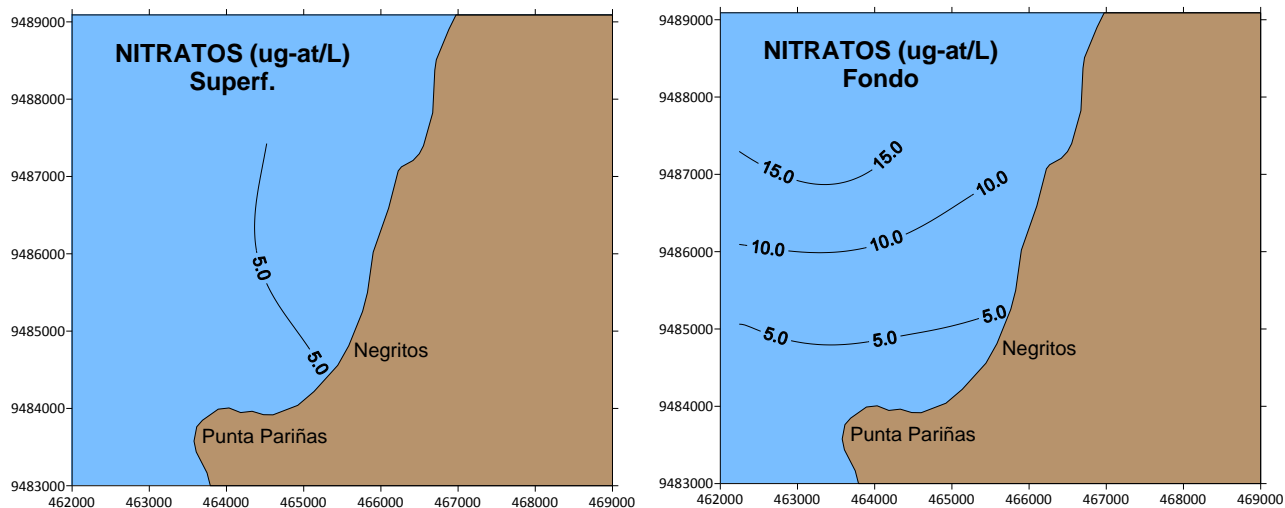 NITRATOS (ug-at/L)
Superf.
9489000
9488000
9487000
9486000
9485000
9484000
9483000
5.0
5.0
Negritos
Punta Pariñas
462000 463000 464000 465000 466000 467000 468000 469000
NITRATOS (ug-at/L)
Fondo
9489000
9488000
9487000
9486000
9485000
9484000
9483000
15.0 15.0
10.0 10.0 10.0
5.0 5.0 5.0
Negritos
Punta Pariñas
462000 463000 464000 465000 466000 467000 468000 469000